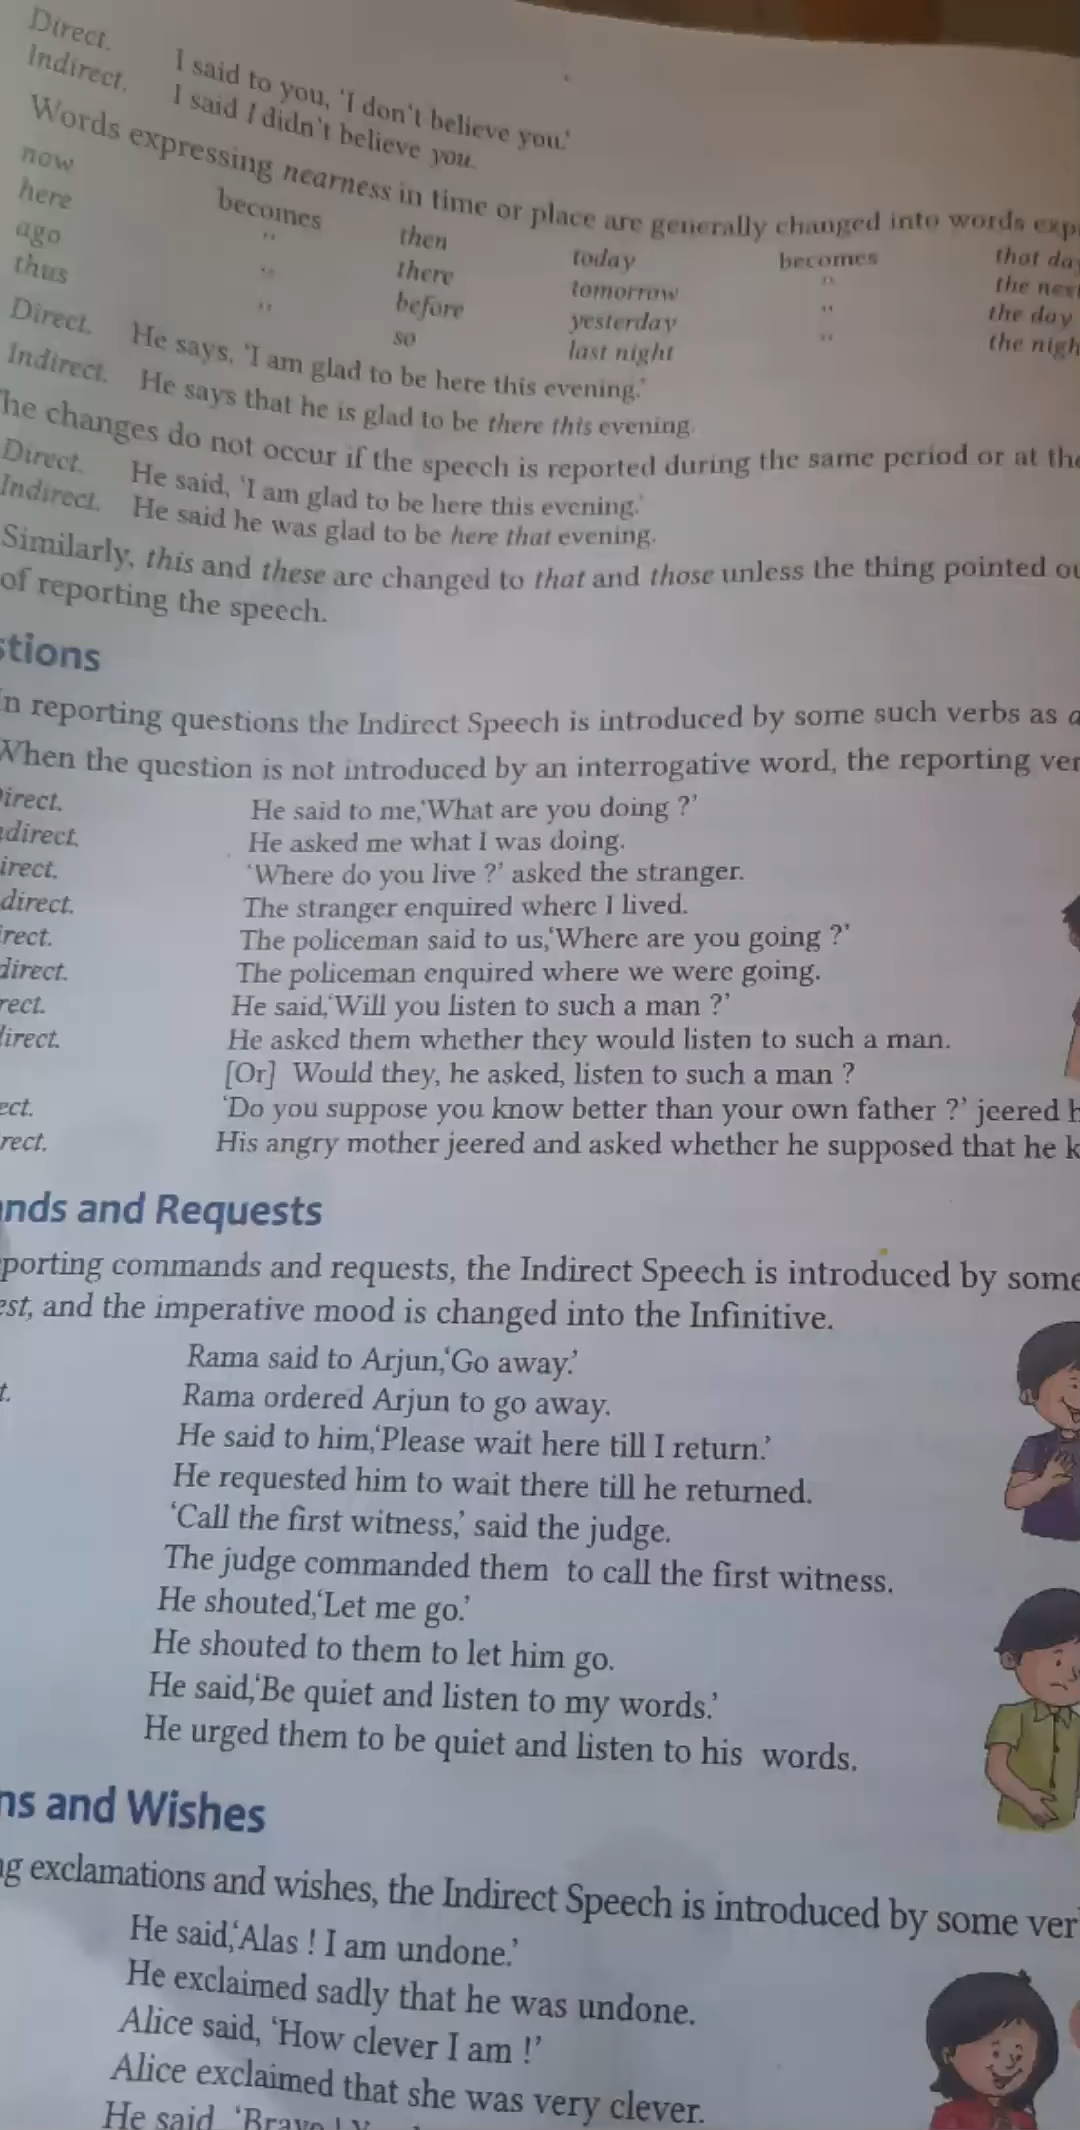 Direct. I said to you, 'I don't believe you.'
Indirect. I said I didn't believe you.
Words expressing nearness in time or place are generally changed into words
now becomes then today becomes that
here " there tomorrow " the
ago " before yesterday " the day
thus " so last night " the
Direct. He says, 'I am glad to be here this evening.'
Indirect. He says that he is glad to be there this evening.
changes do not occur if the speech is reported during the same period or at
Direct. He said, 'I am glad to be here this evening.'
Indirect. He said he was glad to be here that evening.
Similarly, this and these are changed to that and those unless the thing pointed
of reporting the speech.
stions
n reporting questions the Indirect Speech is introduced by some such verbs as
When the question is not introduced by an interrogative word, the reporting
irect. He said to me,'What are you doing ?'
direct. He asked me what I was doing.
irect. 'Where do you live ?' asked the stranger.
direct. The stranger enquired where I lived.
rect. The policeman said to us,'Where are you going ?'
direct. The policeman enquired where we were going.
rect. He said,'Will you listen to such a man ?'
direct. He asked them whether they would listen to such a man.
[Or] Would they, he asked, listen to such a man ?
ect. 'Do you suppose you know better than your own father ?' jeered
rect. His angry mother jeered and asked whether he supposed that he
nds and Requests
porting commands and requests, the Indirect Speech is introduced by some
est, and the imperative mood is changed into the Infinitive.
Rama said to Arjun,'Go away.'
t. Rama ordered Arjun to go away.
He said to him,'Please wait here till I return.'
He requested him to wait there till he returned.
'Call the first witness,' said the judge.
The judge commanded them to call the first witness.
He shouted,'Let me go.'
He shouted to them to let him go.
He said,'Be quiet and listen to my words.'
He urged them to be quiet and listen to his words.
ns and Wishes
g exclamations and wishes, the Indirect Speech is introduced by some ver
He said,'Alas ! I am undone.'
He exclaimed sadly that he was undone.
Alice said, 'How clever I am !'
Alice exclaimed that she was very clever.
He said, 'Bravo !